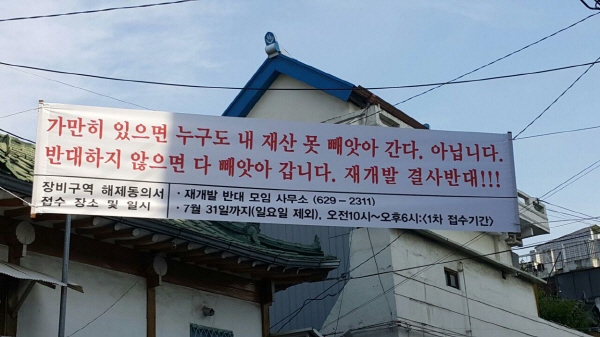 가만히 있으면 누구도 내 재산 못 빼앗아 간다. 아닙니다.
반대하지 않으면 다 빼앗아 갑니다. 재개발 결사반대!!!
장비구역 해제동의서
접수 장소 및 일시
· 재개발 반대 모임 사무소 (629 - 2311)
· 7월 31일까지(일요일 제외), 오전10시~오후6시:<1차 접수기간>